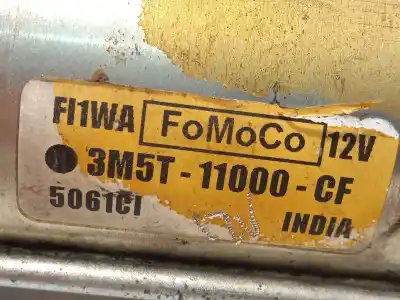 FI1WA FoMoCo 12V
3M5T-11000-CF
5061CI INDIA